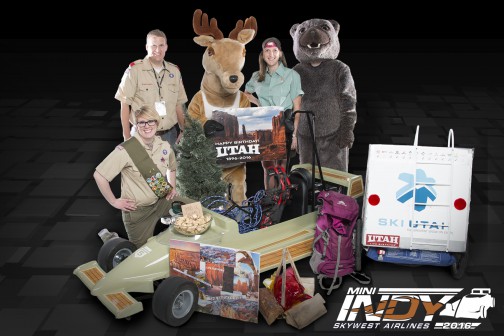 HAPPY BIRTHDAY
UTAH
1896-2016
SKI UTAH
UTAH
MINI
INDY
SKYWEST AIRLINES 2016